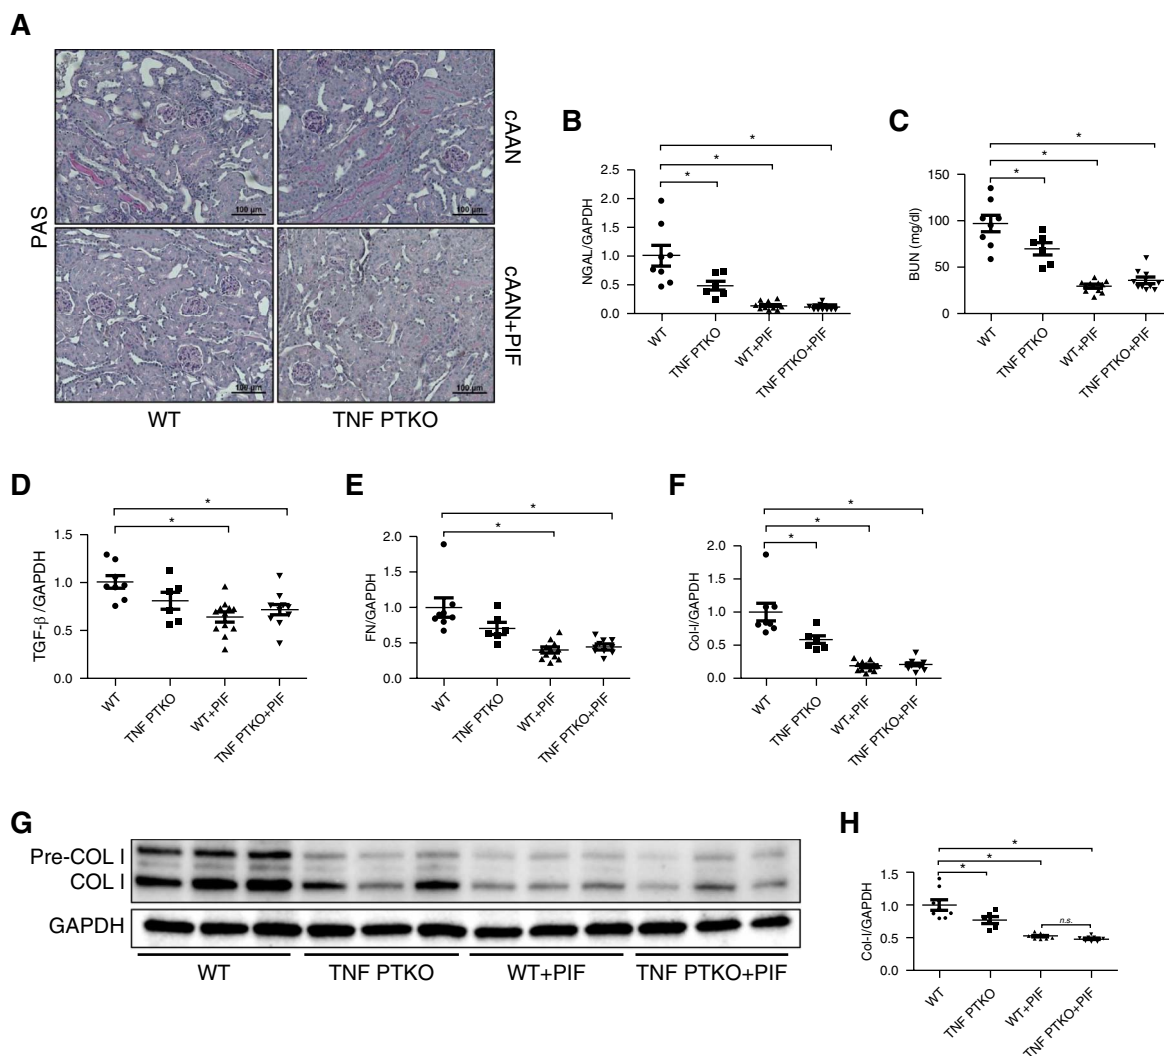 A
PAS
cAAN
cAAN+PIF
100 µm
100 µm
100 µm
100 µm
WT
TNF PTKO
B
NGAL/GAPDH
2.5
2.0
1.5
1.0
0.5
0.0
*
*
*
WT
TNF PTKO
WT+PIF
TNF PTKO+PIF
C
BUN (mg/dl)
150
100
50
0
*
*
*
WT
TNF PTKO
WT+PIF
TNF PTKO+PIF
D
TGF-β /GAPDH
1.5
1.0
0.5
0.0
*
*
WT
TNF PTKO
WT+PIF
TNF PTKO+PIF
E
FN/GAPDH
2.0
1.5
1.0
0.5
0.0
*
*
WT
TNF PTKO
WT+PIF
TNF PTKO+PIF
F
Col-I/GAPDH
2.0
1.5
1.0
0.5
0.0
*
*
*
WT
TNF PTKO
WT+PIF
TNF PTKO+PIF
G
Pre-COL I
COL I
GAPDH
WT
TNF PTKO
WT+PIF
TNF PTKO+PIF
H
Col-I/GAPDH
1.5
1.0
0.5
0.0
*
*
*
n.s.
WT
TNF PTKO
WT+PIF
TNF PTKO+PIF